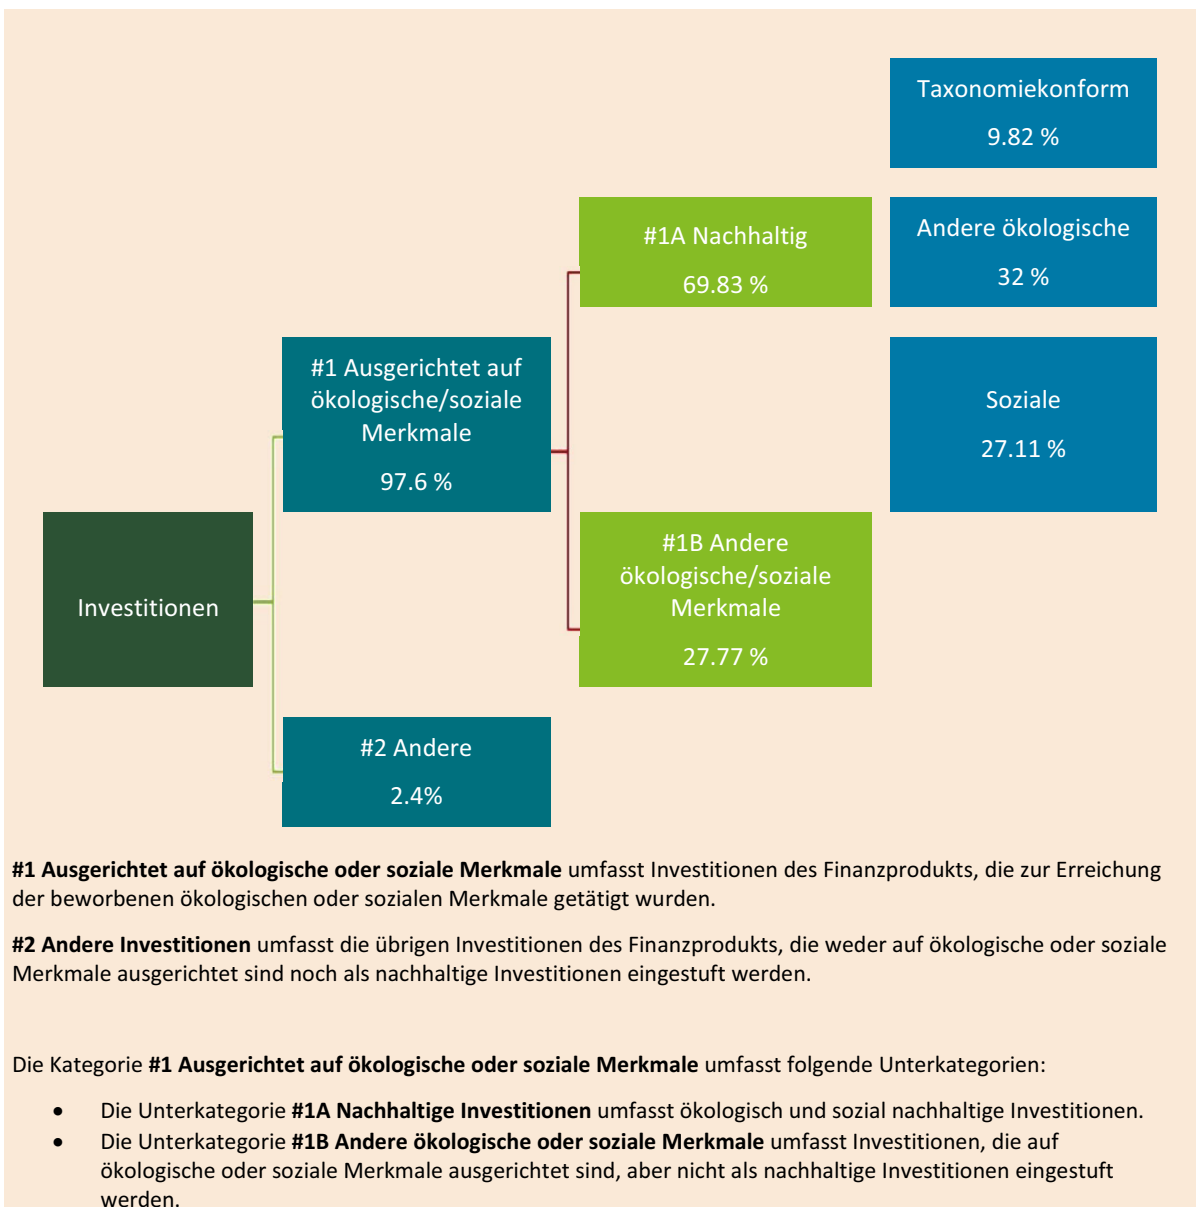 Taxonomiekonform
9.82 %
#1A Nachhaltig
69.83 %
Andere ökologische
32 %
#1 Ausgerichtet auf
ökologische/soziale
Merkmale
97.6 %
Soziale
27.11 %
Investitionen
#1B Andere
ökologische/soziale
Merkmale
27.77 %
#2 Andere
2.4%
#1 Ausgerichtet auf ökologische oder soziale Merkmale umfasst Investitionen des Finanzprodukts, die zur Erreichung
der beworbenen ökologischen oder sozialen Merkmale getätigt wurden.
#2 Andere Investitionen umfasst die übrigen Investitionen des Finanzprodukts, die weder auf ökologische oder soziale
Merkmale ausgerichtet sind noch als nachhaltige Investitionen eingestuft werden.
Die Kategorie #1 Ausgerichtet auf ökologische oder soziale Merkmale umfasst folgende Unterkategorien:
• Die Unterkategorie #1A Nachhaltige Investitionen umfasst ökologisch und sozial nachhaltige Investitionen.
• Die Unterkategorie #1B Andere ökologische oder soziale Merkmale umfasst Investitionen, die auf
ökologische oder soziale Merkmale ausgerichtet sind, aber nicht als nachhaltige Investitionen eingestuft
werden.